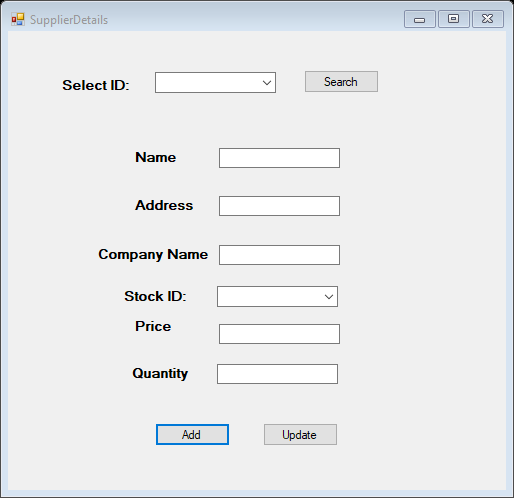 SupplierDetails
Select ID:
Search
Name
Address
Company Name
Stock ID:
Price
Quantity
Add
Update